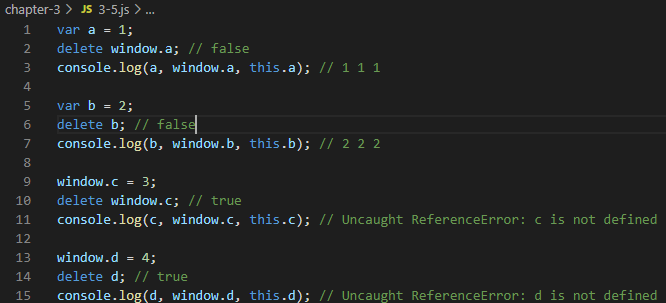 chapter-3 > JS 3-5.js > ...
1 var a = 1;
2 delete window.a; // false
3 console.log(a, window.a, this.a); // 1 1 1
4
5 var b = 2;
6 delete b; // false
7 console.log(b, window.b, this.b); // 2 2 2
8
9 window.c = 3;
10 delete window.c; // true
11 console.log(c, window.c, this.c); // Uncaught ReferenceError: c is not defined
12
13 window.d = 4;
14 delete d; // true
15 console.log(d, window.d, this.d); // Uncaught ReferenceError: d is not defined